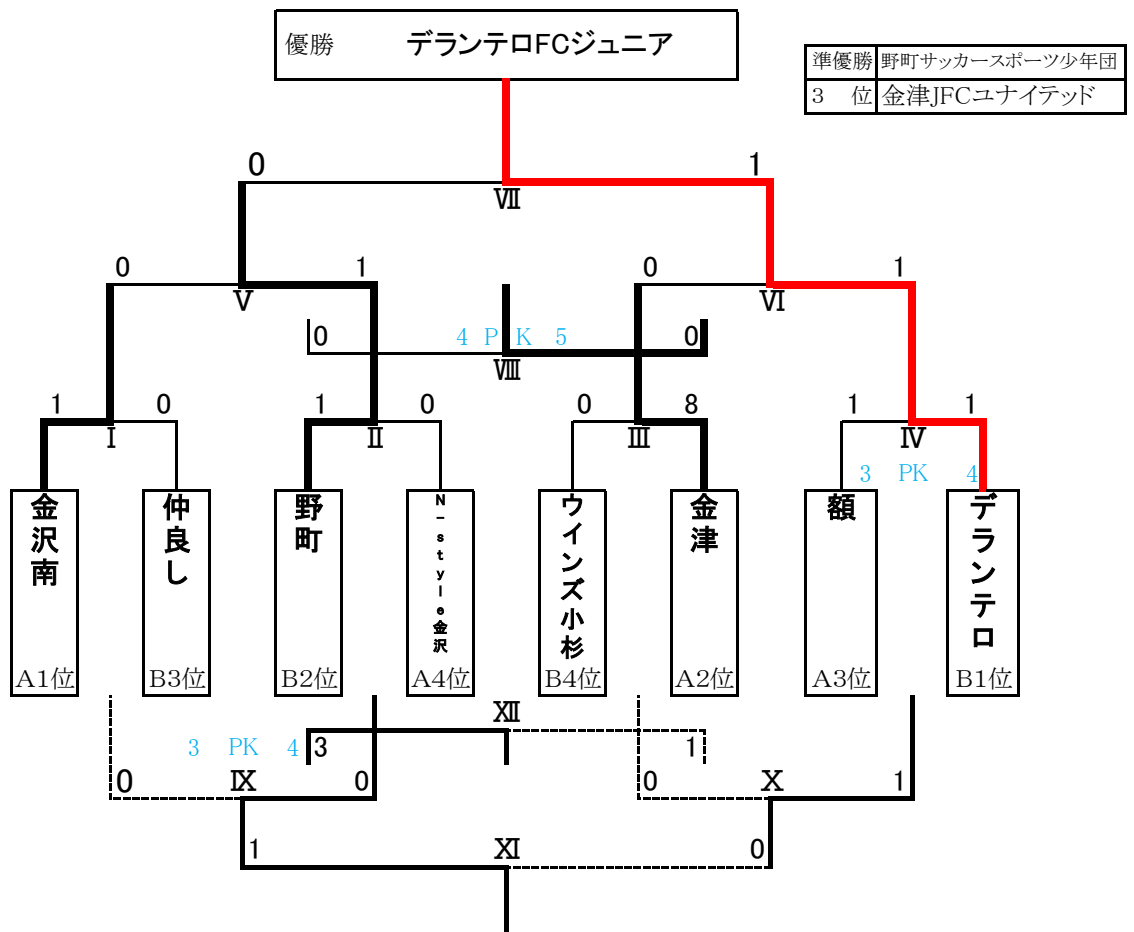 優勝 デランテロFCジュニア
準優勝 野町サッカースポーツ少年団
3 位 金津JFCユナイテッド
0 1
Ⅶ
0 1 0 1
Ⅴ Ⅵ
0 4 PK 5 0
Ⅷ
1 0 1 0 0 8 1 1
Ⅰ Ⅱ Ⅲ Ⅳ
3 PK 4
金沢南
仲良し
野町
N-style金沢
ウインズ小杉
金津
額
デランテロ
A1位 B3位 B2位 A4位 B4位 A2位 A3位 B1位
Ⅻ
3 PK 4 3 1
0 Ⅸ 0 0 Ⅹ 1
1 Ⅺ 0